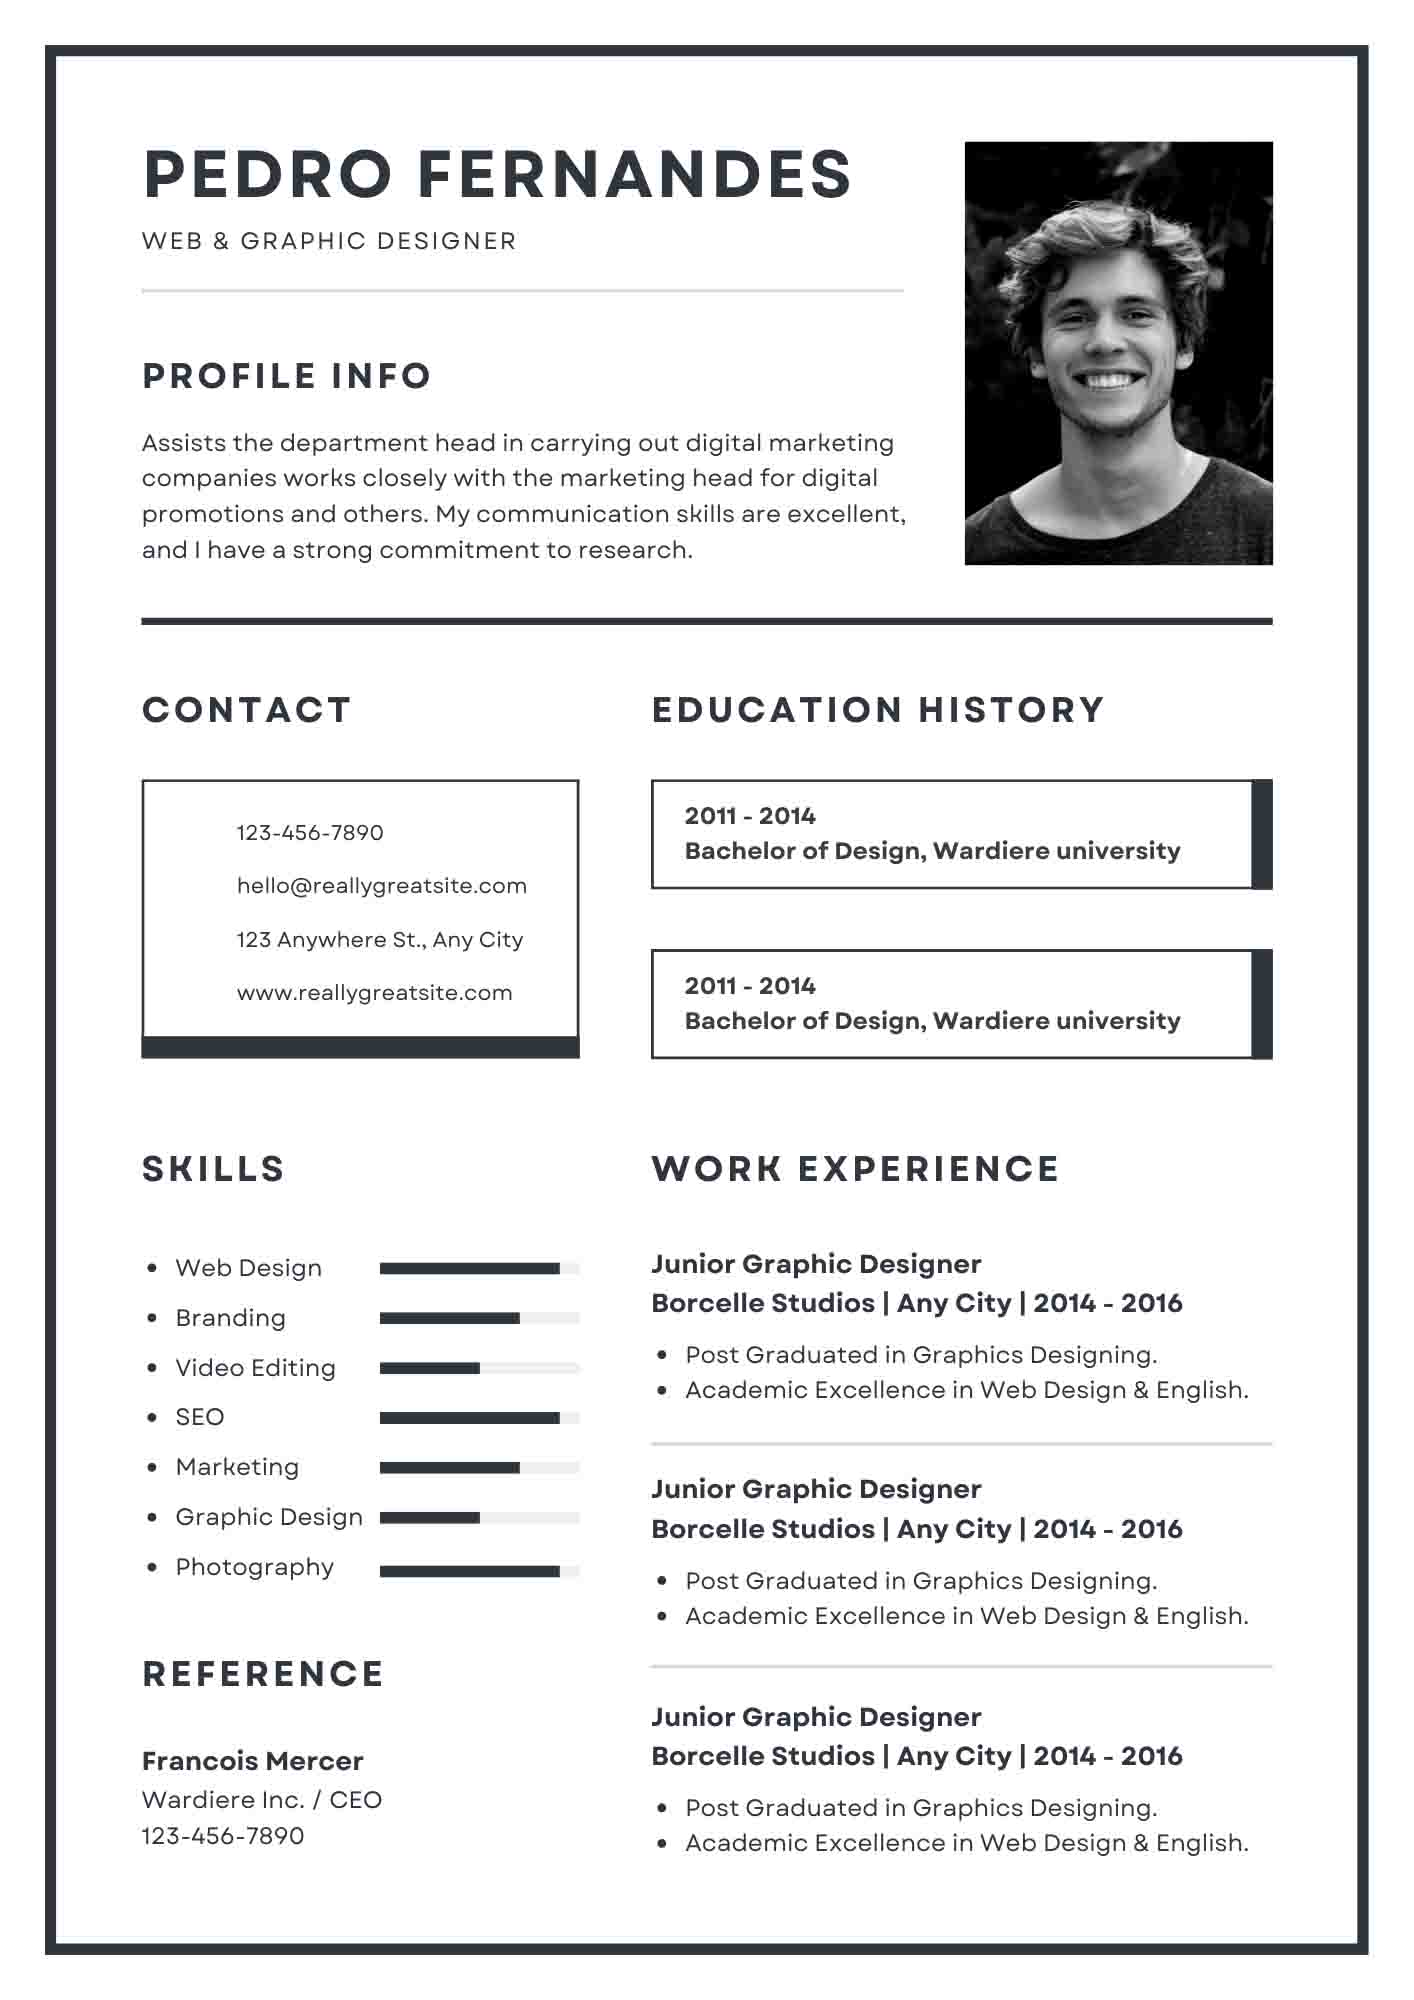 PEDRO FERNANDES
WEB & GRAPHIC DESIGNER
PROFILE INFO
Assists the department head in carrying out digital marketing
companies works closely with the marketing head for digital
promotions and others. My communication skills are excellent,
and I have a strong commitment to research.
CONTACT
123-456-7890
hello@reallygreatsite.com
123 Anywhere St., Any City
www.reallygreatsite.com
EDUCATION HISTORY
2011 - 2014
Bachelor of Design, Wardiere university
2011 - 2014
Bachelor of Design, Wardiere university
SKILLS
• Web Design
• Branding
• Video Editing
• SEO
• Marketing
• Graphic Design
• Photography
REFERENCE
Francois Mercer
Wardiere Inc. / CEO
123-456-7890
WORK EXPERIENCE
Junior Graphic Designer
Borcelle Studios | Any City | 2014 - 2016
• Post Graduated in Graphics Designing.
• Academic Excellence in Web Design & English.
Junior Graphic Designer
Borcelle Studios | Any City | 2014 - 2016
• Post Graduated in Graphics Designing.
• Academic Excellence in Web Design & English.
Junior Graphic Designer
Borcelle Studios | Any City | 2014 - 2016
• Post Graduated in Graphics Designing.
• Academic Excellence in Web Design & English.